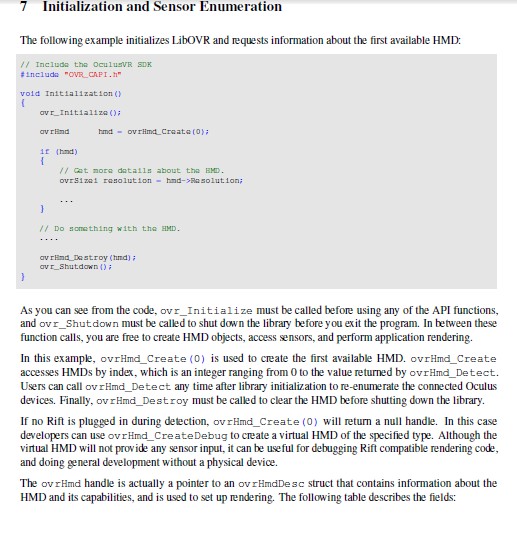 7 Initialization and Sensor Enumeration
The following example initializes LibOVR and requests information about the first available HMD:
// Include the OculusVR SDK
#include "OVR_CAPI.h"
void Initialization()
{
ovr_Initialize();
ovrHmd hmd = ovrHmd_Create(0);
if (hmd)
{
// Get more details about the HMD.
ovrSizei resolution = hmd->Resolution;
...
}
// Do something with the HMD.
....
ovrHmd_Destroy(hmd);
ovr_Shutdown();
}
As you can see from the code, ovr_Initialize must be called before using any of the API functions,
and ovr_Shutdown must be called to shut down the library before you exit the program. In between these
function calls, you are free to create HMD objects, access sensors, and perform application rendering.
In this example, ovrHmd_Create(0) is used to create the first available HMD. ovrHmd_Create
accesses HMDs by index, which is an integer ranging from 0 to the value returned by ovrHmd_Detect.
Users can call ovrHmd_Detect any time after library initialization to re-enumerate the connected Oculus
devices. Finally, ovrHmd_Destroy must be called to clear the HMD before shutting down the library.
If no Rift is plugged in during detection, ovrHmd_Create(0) will return a null handle. In this case
developers can use ovrHmd_CreateDebug to create a virtual HMD of the specified type. Although the
virtual HMD will not provide any sensor input, it can be useful for debugging Rift compatible rendering code,
and doing general development without a physical device.
The ovrHmd handle is actually a pointer to an ovrHmdDesc struct that contains information about the
HMD and its capabilities, and is used to set up rendering. The following table describes the fields: